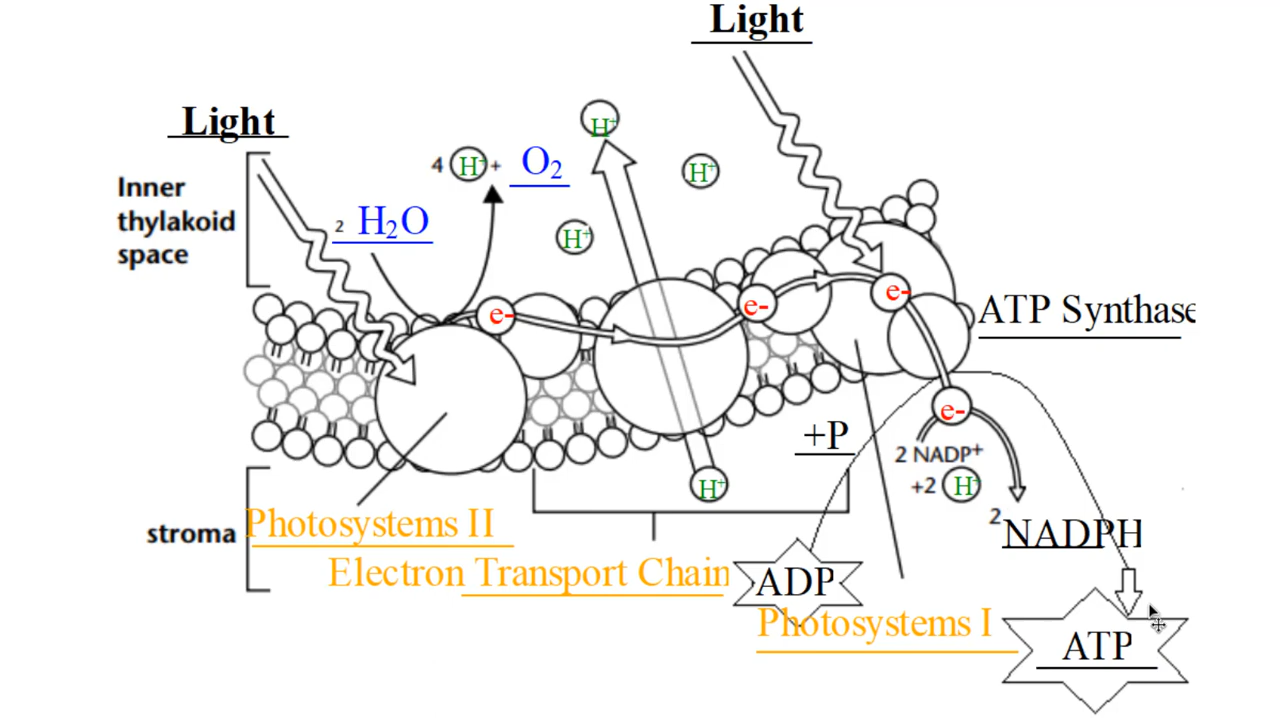 Light
Light
Inner
thylakoid
space
4 H+ + O2
H+
H+
H+
2 H2O
e-
e-
e-
ATP Synthase
e-
+P
2 NADP+
+2 H+
H+
2 NADPH
stroma
Photosystems II
Electron Transport Chain
ADP
Photosystems I
ATP